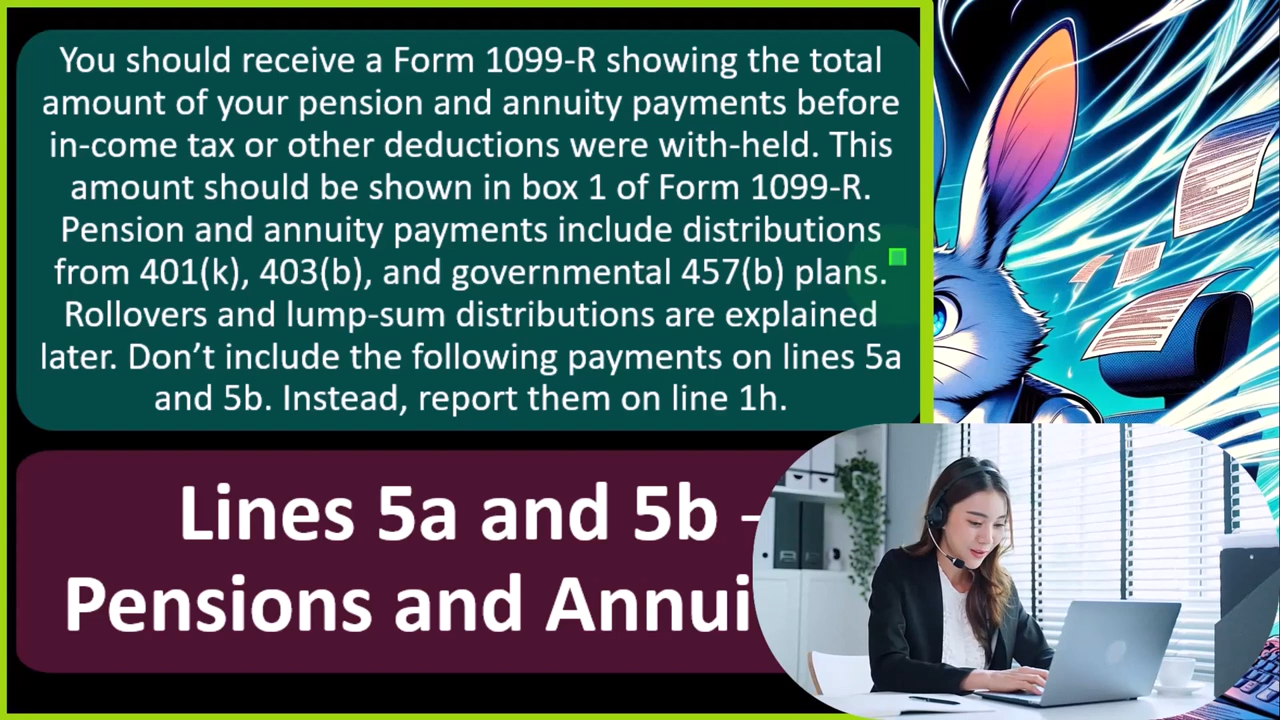 You should receive a Form 1099-R showing the total
amount of your pension and annuity payments before
in-come tax or other deductions were with-held. This
amount should be shown in box 1 of Form 1099-R.
Pension and annuity payments include distributions
from 401(k), 403(b), and governmental 457(b) plans.
Rollovers and lump-sum distributions are explained
later. Don’t include the following payments on lines 5a
and 5b. Instead, report them on line 1h.
Lines 5a and 5b -
Pensions and Annui